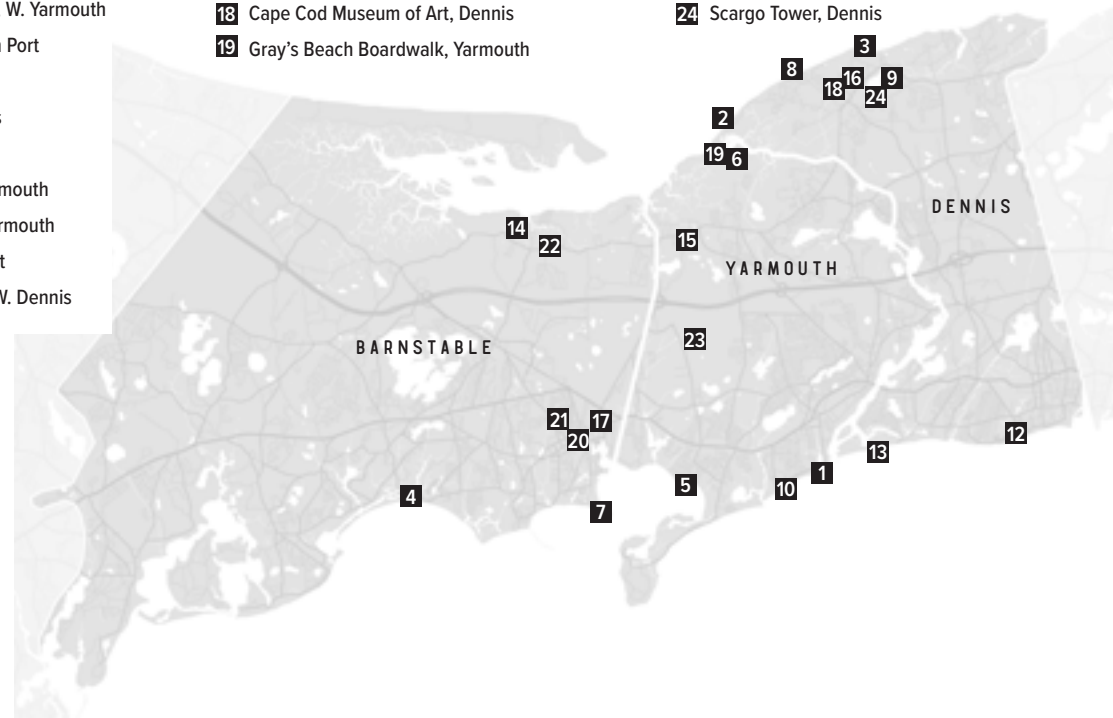 W. Yarmouth
Port
18 Cape Cod Museum of Art, Dennis
19 Gray's Beach Boardwalk, Yarmouth
24 Scargo Tower, Dennis
W. Dennis
3
8
16
9
18
24
2
19
6
DENNIS
14
22
15
YARMOUTH
BARNSTABLE
23
21
17
20
12
13
1
4
5
10
7